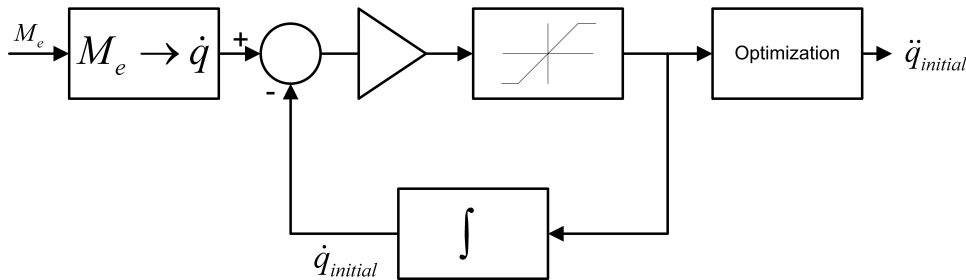 M_e
M_e → q̇
+
-
Optimization
q̈_initial
∫
q̇_initial